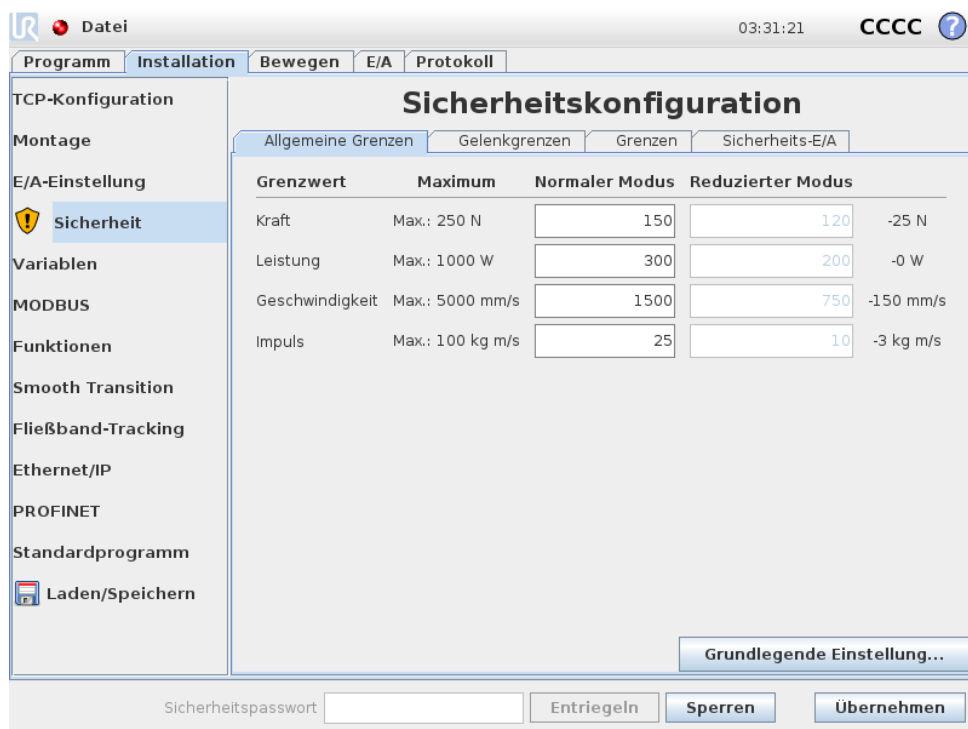 UR Datei 03:31:21 CCCC ?
Programm Installation Bewegen E/A Protokoll
TCP-Konfiguration
Montage
E/A-Einstellung
Sicherheit
Variablen
MODBUS
Funktionen
Smooth Transition
Fließband-Tracking
Ethernet/IP
PROFINET
Standardprogramm
Laden/Speichern
Sicherheitskonfiguration
Allgemeine Grenzen Gelenkgrenzen Grenzen Sicherheits-E/A
Grenzwert Maximum Normaler Modus Reduzierter Modus
Kraft Max.: 250 N 150 120 -25 N
Leistung Max.: 1000 W 300 200 -0 W
Geschwindigkeit Max.: 5000 mm/s 1500 750 -150 mm/s
Impuls Max.: 100 kg m/s 25 10 -3 kg m/s
Grundlegende Einstellung...
Sicherheitspasswort Entriegeln Sperren Übernehmen